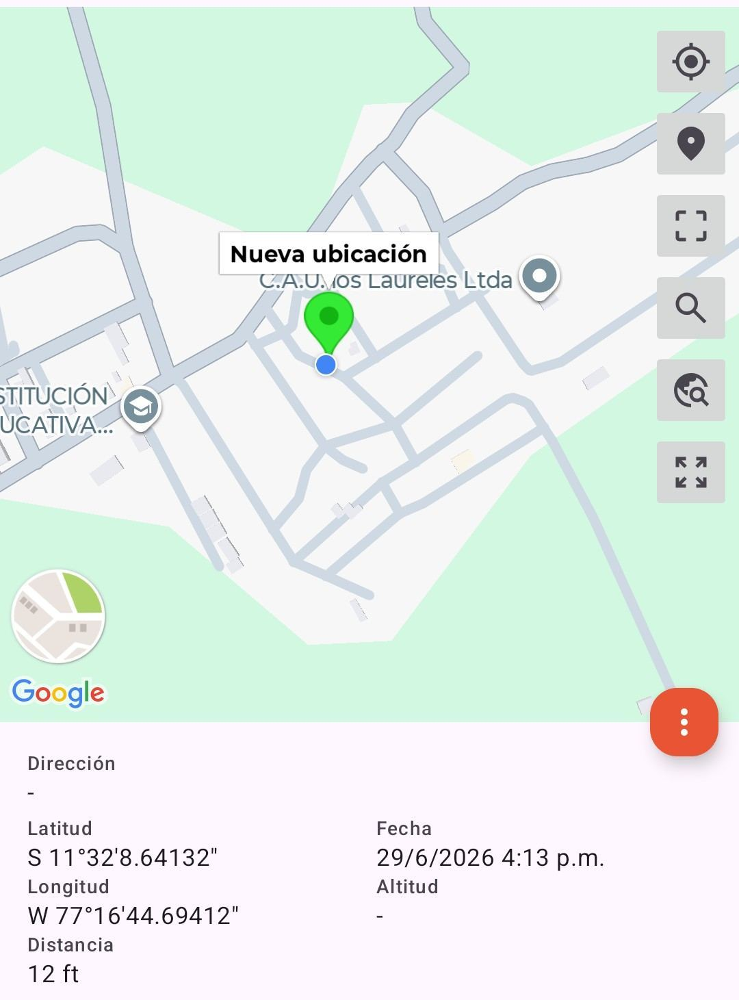 Nueva ubicación
C.A.U. los Laureles Ltda
STITUCIÓN
UCATIVA...
Google
Dirección
-
Latitud
Fecha
S 11°32'8.64132"
29/6/2026 4:13 p.m.
Longitud
Altitud
W 77°16'44.69412"
-
Distancia
12 ft